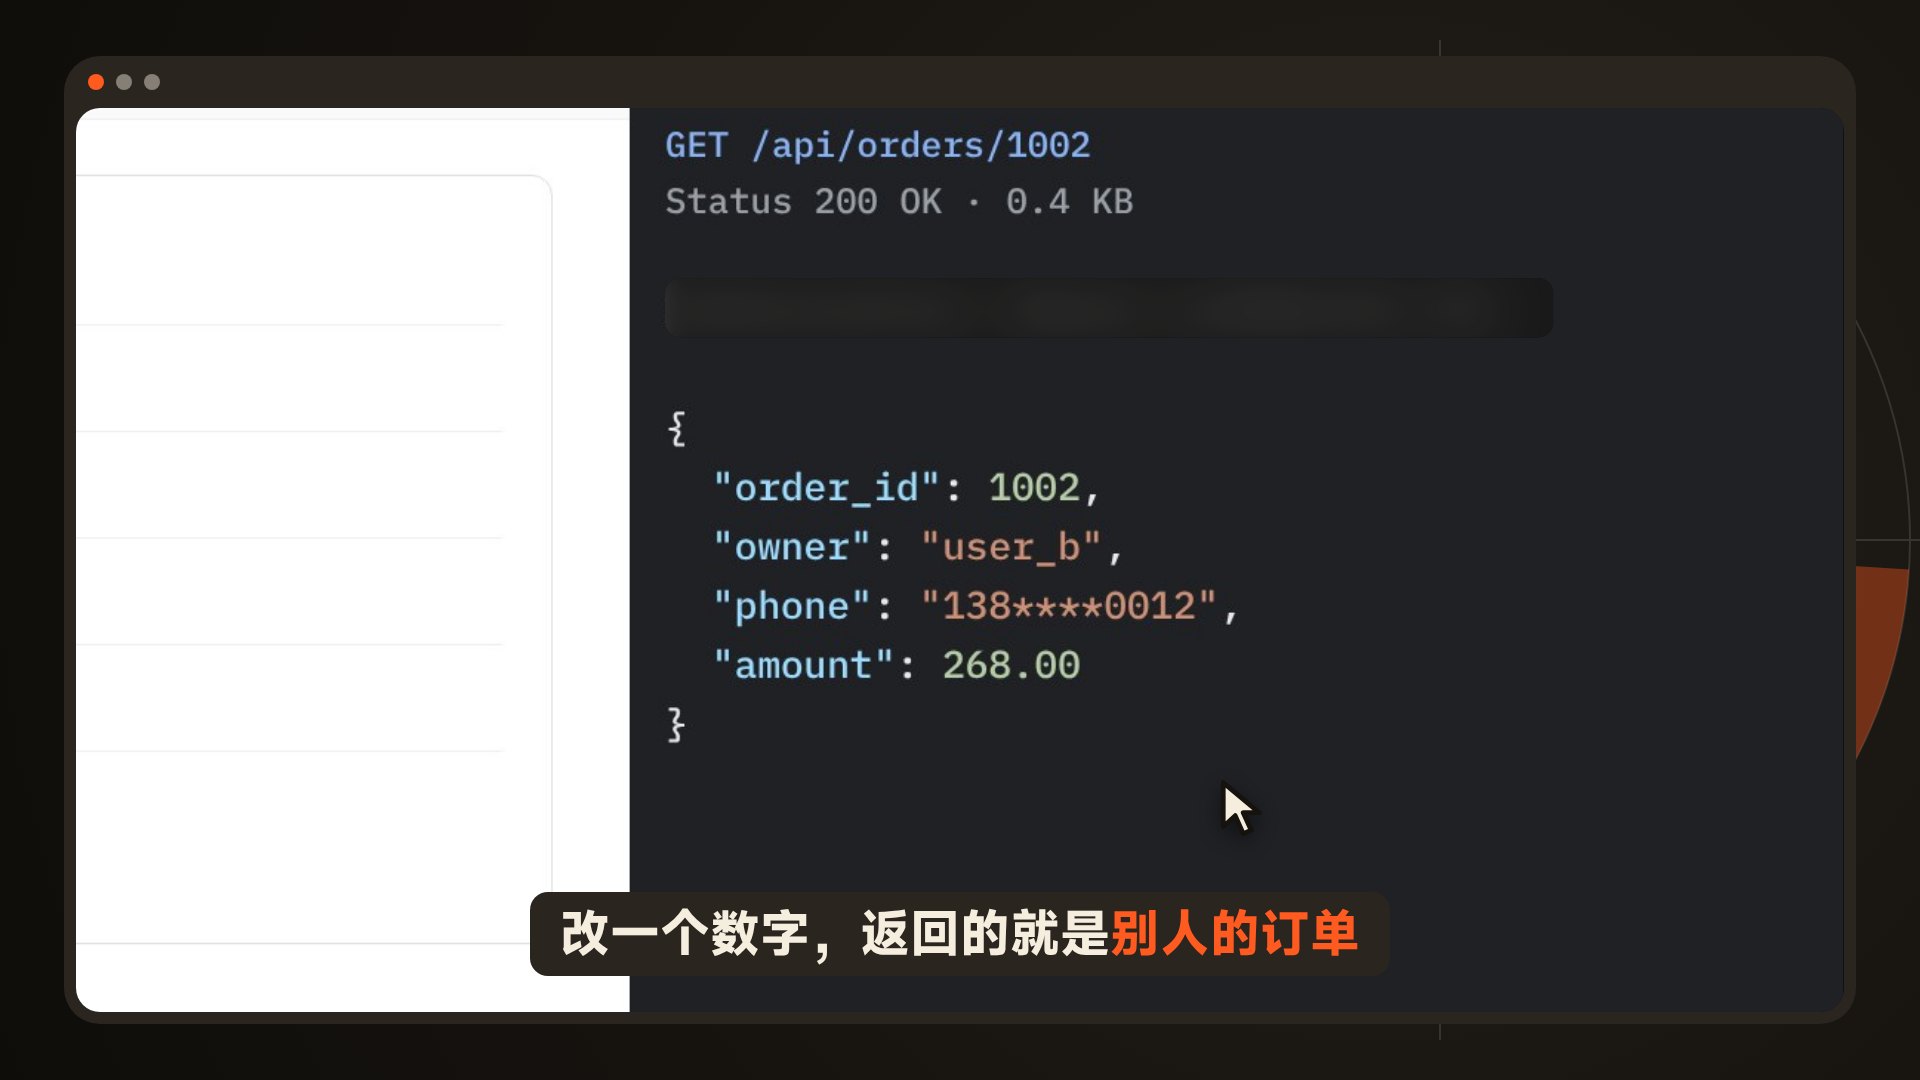 GET /api/orders/1002
Status 200 OK · 0.4 KB
{
"order_id": 1002,
"owner": "user_b",
"phone": "138****0012",
"amount": 268.00
}
改一个数字，返回的就是别人的订单